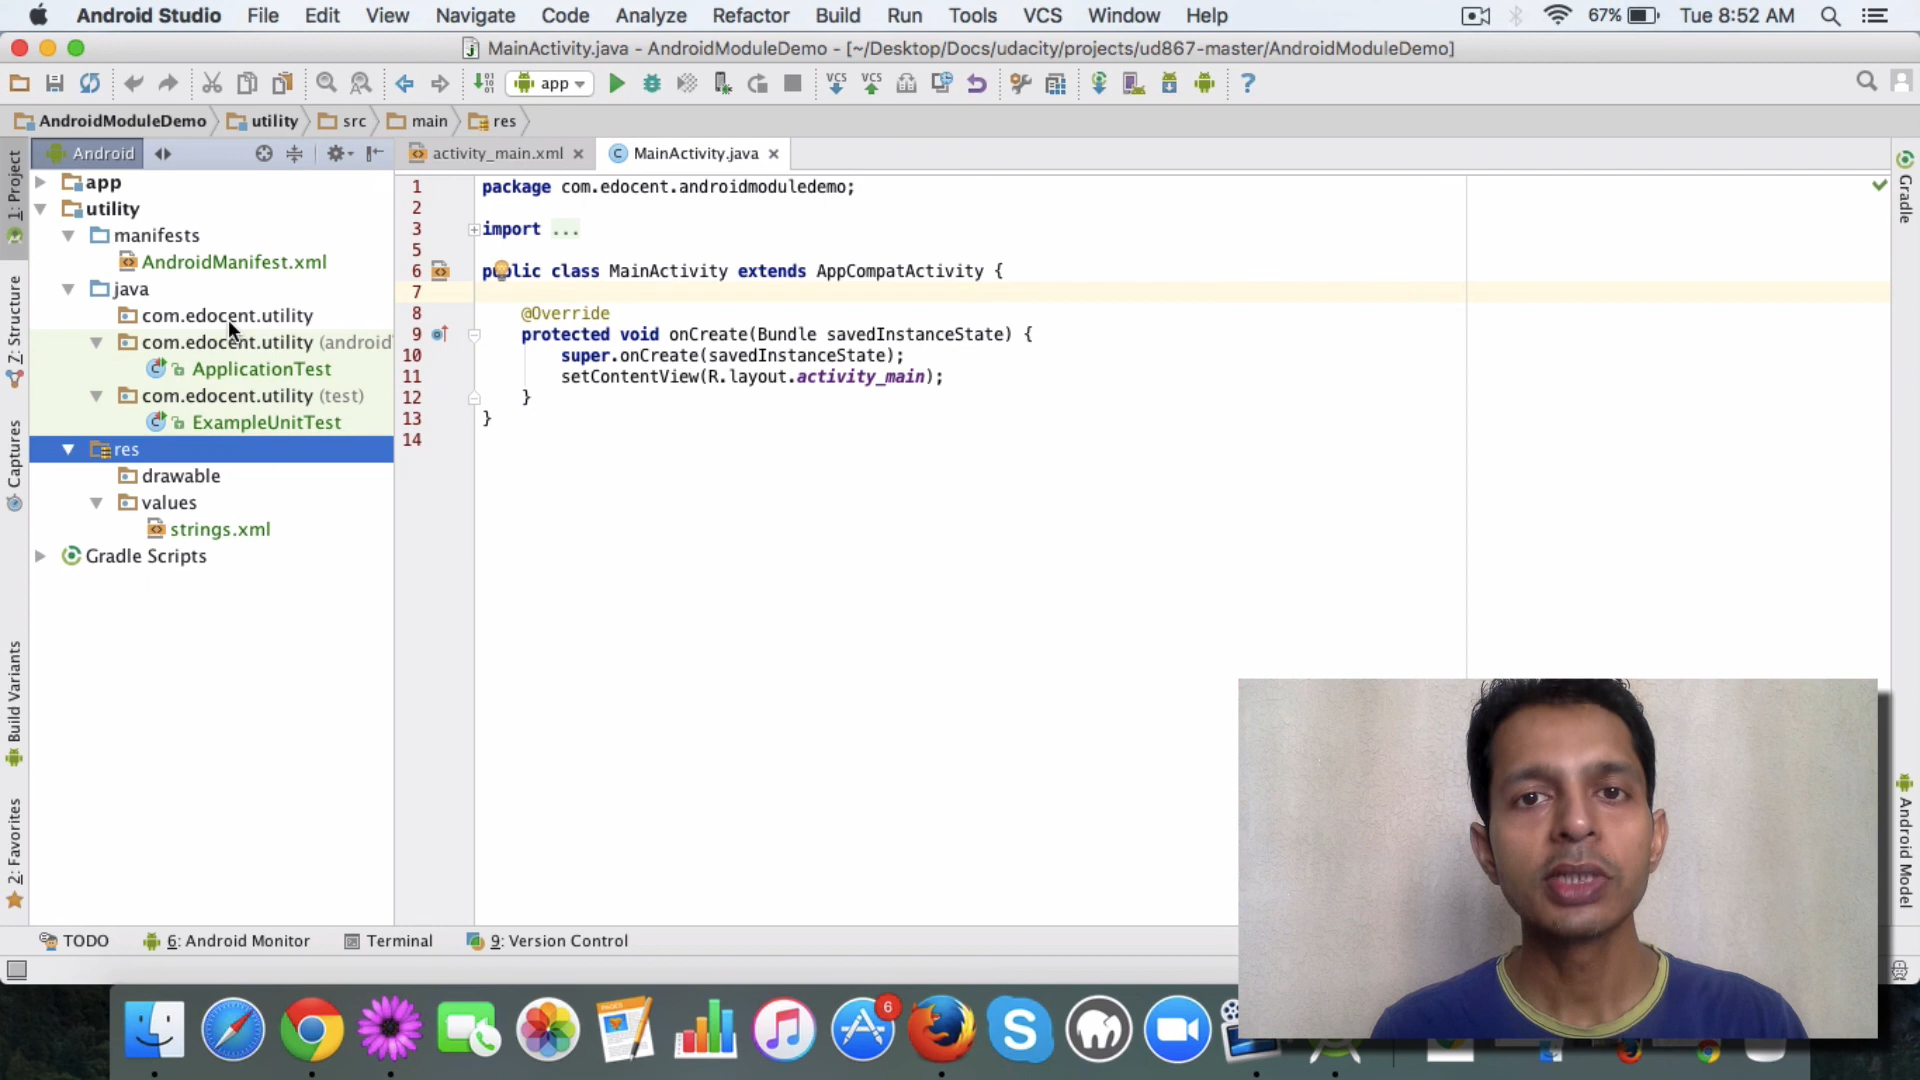 Android Studio File Edit View Navigate Code Analyze Refactor Build Run Tools VCS Window Help 67% Tue 8:52 AM
MainActivity.java - AndroidModuleDemo - [~/Desktop/Docs/udacity/projects/ud867-master/AndroidModuleDemo]
app VCS VCS ?
AndroidModuleDemo utility src main res
Android activity_main.xml MainActivity.java
1: Project
Z: Structure
Captures
Build Variants
2: Favorites
app
utility
manifests
AndroidManifest.xml
java
com.edocent.utility
com.edocent.utility (android
ApplicationTest
com.edocent.utility (test)
ExampleUnitTest
res
drawable
values
strings.xml
Gradle Scripts
1 package com.edocent.androidmoduledemo;
2
3 import ...
5
6 public class MainActivity extends AppCompatActivity {
7
8 @Override
9 protected void onCreate(Bundle savedInstanceState) {
10 super.onCreate(savedInstanceState);
11 setContentView(R.layout.activity_main);
12 }
13 }
14
Gradle
Android Model
TODO 6: Android Monitor Terminal 9: Version Control
PAGES
6
S